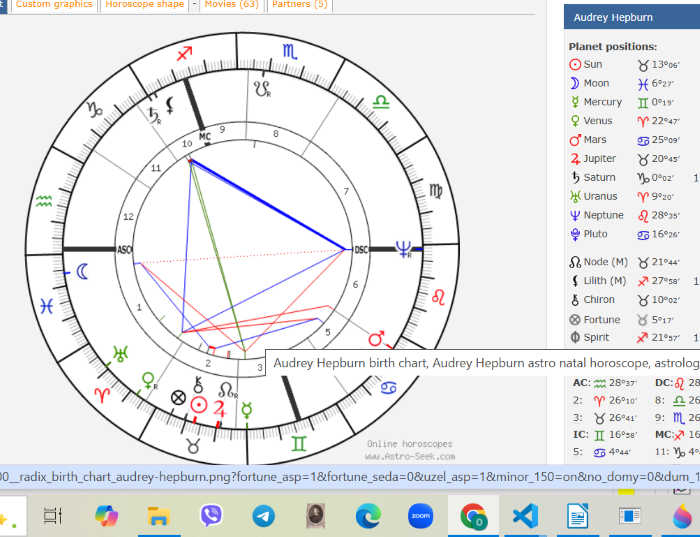 Custom graphics
Horoscope shape
-
Movies (63)
Partners (5)
Audrey Hepburn
Planet positions:
☉ Sun ♉ 13°06'
☽ Moon ♓ 6°27'
☿ Mercury ♊ 0°19'
♀ Venus ♈ 22°47'
♂ Mars ♋ 25°09'
♃ Jupiter ♉ 20°45'
♄ Saturn ♑ 0°02' 1
♅ Uranus ♈ 9°20'
♆ Neptune ♌ 28°35'
Pluto ♋ 16°26'
☊ Node (M) ♉ 21°44'
⚸ Lilith (M) ♐ 27°58' 1
⚷ Chiron ♉ 10°02'
⊗ Fortune ♉ 5°17'
Spirit ♐ 21°57' 1
AC: ♒ 28°37' DC: ♌ 28
2: ♈ 26°10' 8: ♎ 26
3: ♉ 26°41' 9: ♏ 26
IC: ♊ 16°58' MC: ♐ 16
5: ♋ 4°44' 11: ♑ 4°
MC
9
8
10
11
7
12
ASC
DSC
6
1
5
2
3
R
Audrey Hepburn birth chart, Audrey Hepburn astro natal horoscope, astrolog
Online horoscopes
www.Astro-Seek.com
00__radix_birth_chart_audrey-hepburn.png?fortune_asp=1&fortune_seda=0&uzel_asp=1&minor_150=on&no_domy=0&dum_1
zoom